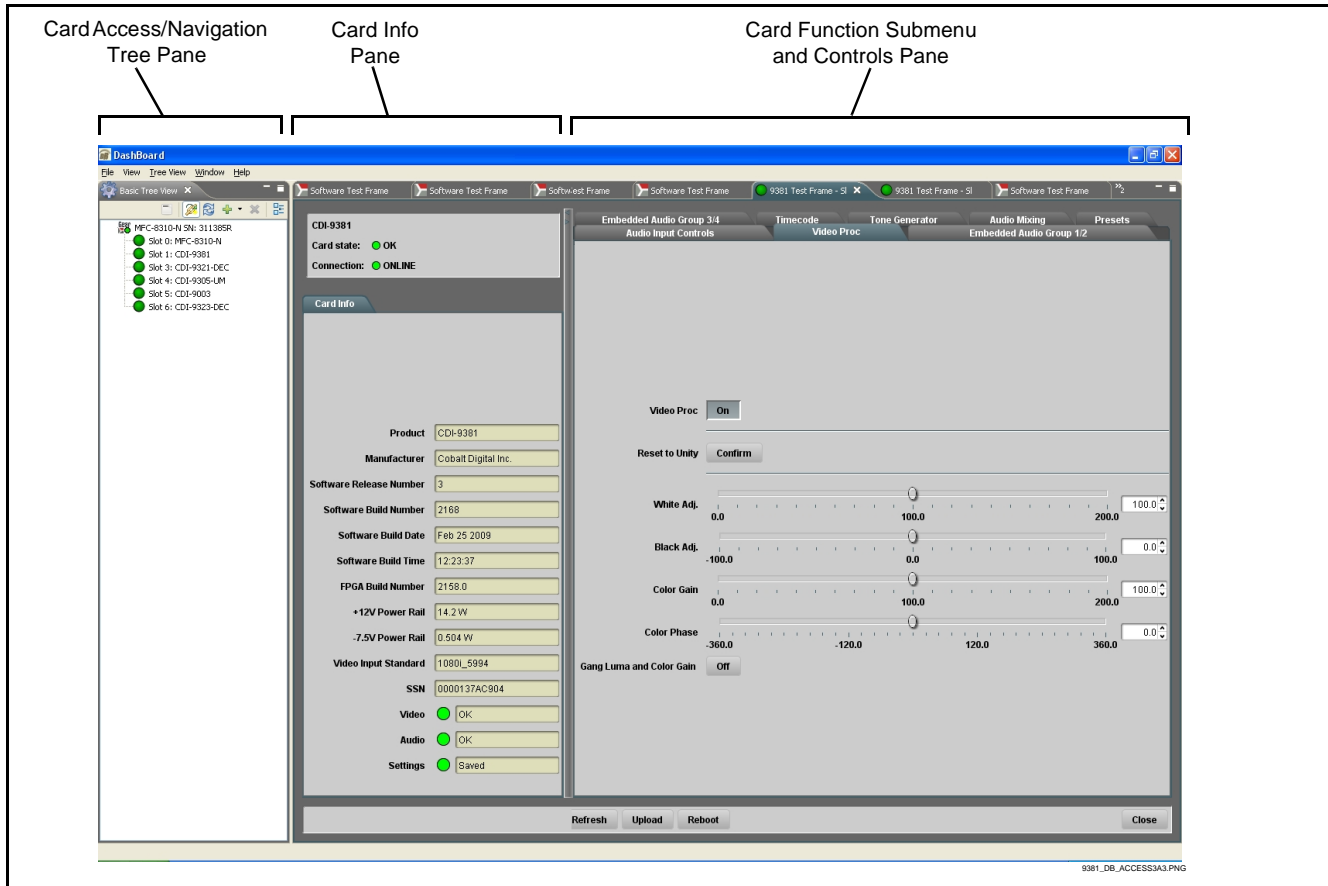 Card Access/Navigation
Tree Pane
Card Info
Pane
Card Function Submenu
and Controls Pane
DashBoard
File View Tree View Window Help
Basic Tree View
Software Test Frame
Software Test Frame
Softw est Frame
Software Test Frame
9381 Test Frame - Sl
9381 Test Frame - Sl
Software Test Frame
»2
MFC-8310-N SN: 311385R
Slot 0: MFC-8310-N
Slot 1: CDI-9381
Slot 3: CDI-9321-DEC
Slot 4: CDI-9305-UM
Slot 5: CDI-9003
Slot 6: CDI-9323-DEC
CDI-9381
Card state: OK
Connection: ONLINE
Card Info
Product CDI-9381
Manufacturer Cobalt Digital Inc.
Software Release Number 3
Software Build Number 2168
Software Build Date Feb 25 2009
Software Build Time 12:23:37
FPGA Build Number 2158.0
+12V Power Rail 14.2 W
-7.5V Power Rail 0.504 W
Video Input Standard 1080i_5994
SSN 0000137AC904
Video OK
Audio OK
Settings Saved
Embedded Audio Group 3/4 Timecode Tone Generator Audio Mixing Presets
Audio Input Controls Video Proc Embedded Audio Group 1/2
Video Proc On
Reset to Unity Confirm
White Adj. 100.0
0.0 100.0 200.0
Black Adj. 0.0
-100.0 0.0 100.0
Color Gain 100.0
0.0 100.0 200.0
Color Phase 0.0
-360.0 -120.0 120.0 360.0
Gang Luma and Color Gain Off
Refresh Upload Reboot Close
9381_DB_ACCESS3A3.PNG